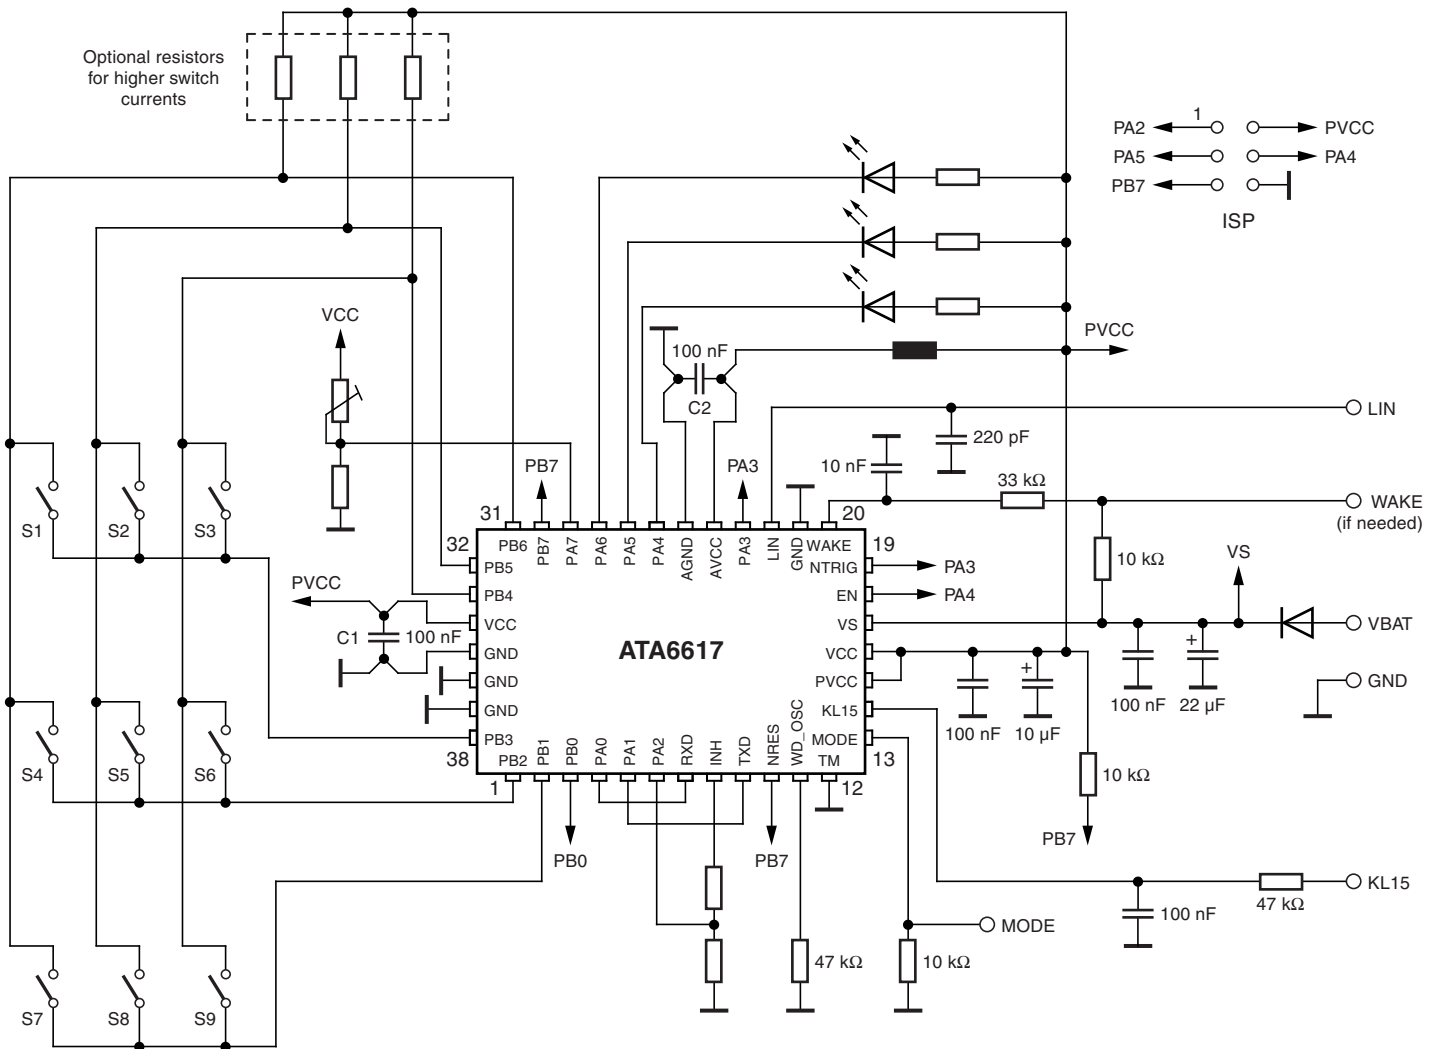 Optional resistors
for higher switch
currents
1
PA2
PVCC
PA5
PA4
PB7
ISP
VCC
100 nF
C2
PVCC
LIN
220 pF
10 nF
33 kΩ
WAKE
(if needed)
PB7
PA3
S1
S2
S3
31
20
32
19
PB6
PB7
PA7
PA6
PA5
PA4
AGND
AVCC
PA3
LIN
GND
WAKE
PB5
NTRIG
PA3
10 kΩ
VS
PVCC
PB4
EN
PA4
C1
100 nF
VCC
ATA6617
VS
VBAT
GND
VCC
+
+
GND
PVCC
GND
100 nF
22 µF
GND
KL15
100 nF
10 µF
PB3
MODE
38
13
PB2
PB1
PB0
PA0
PA1
PA2
RXD
INH
TXD
NRES
WD_OSC
TM
1
12
S4
S5
S6
10 kΩ
PB7
PB0
PB7
KL15
47 kΩ
100 nF
MODE
47 kΩ
10 kΩ
S7
S8
S9